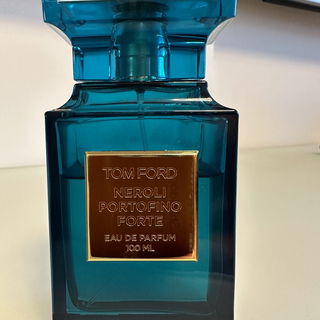 TOM FORD
NEROLI
PORTOFINO
FORTE
EAU DE PARFUM
100 ML